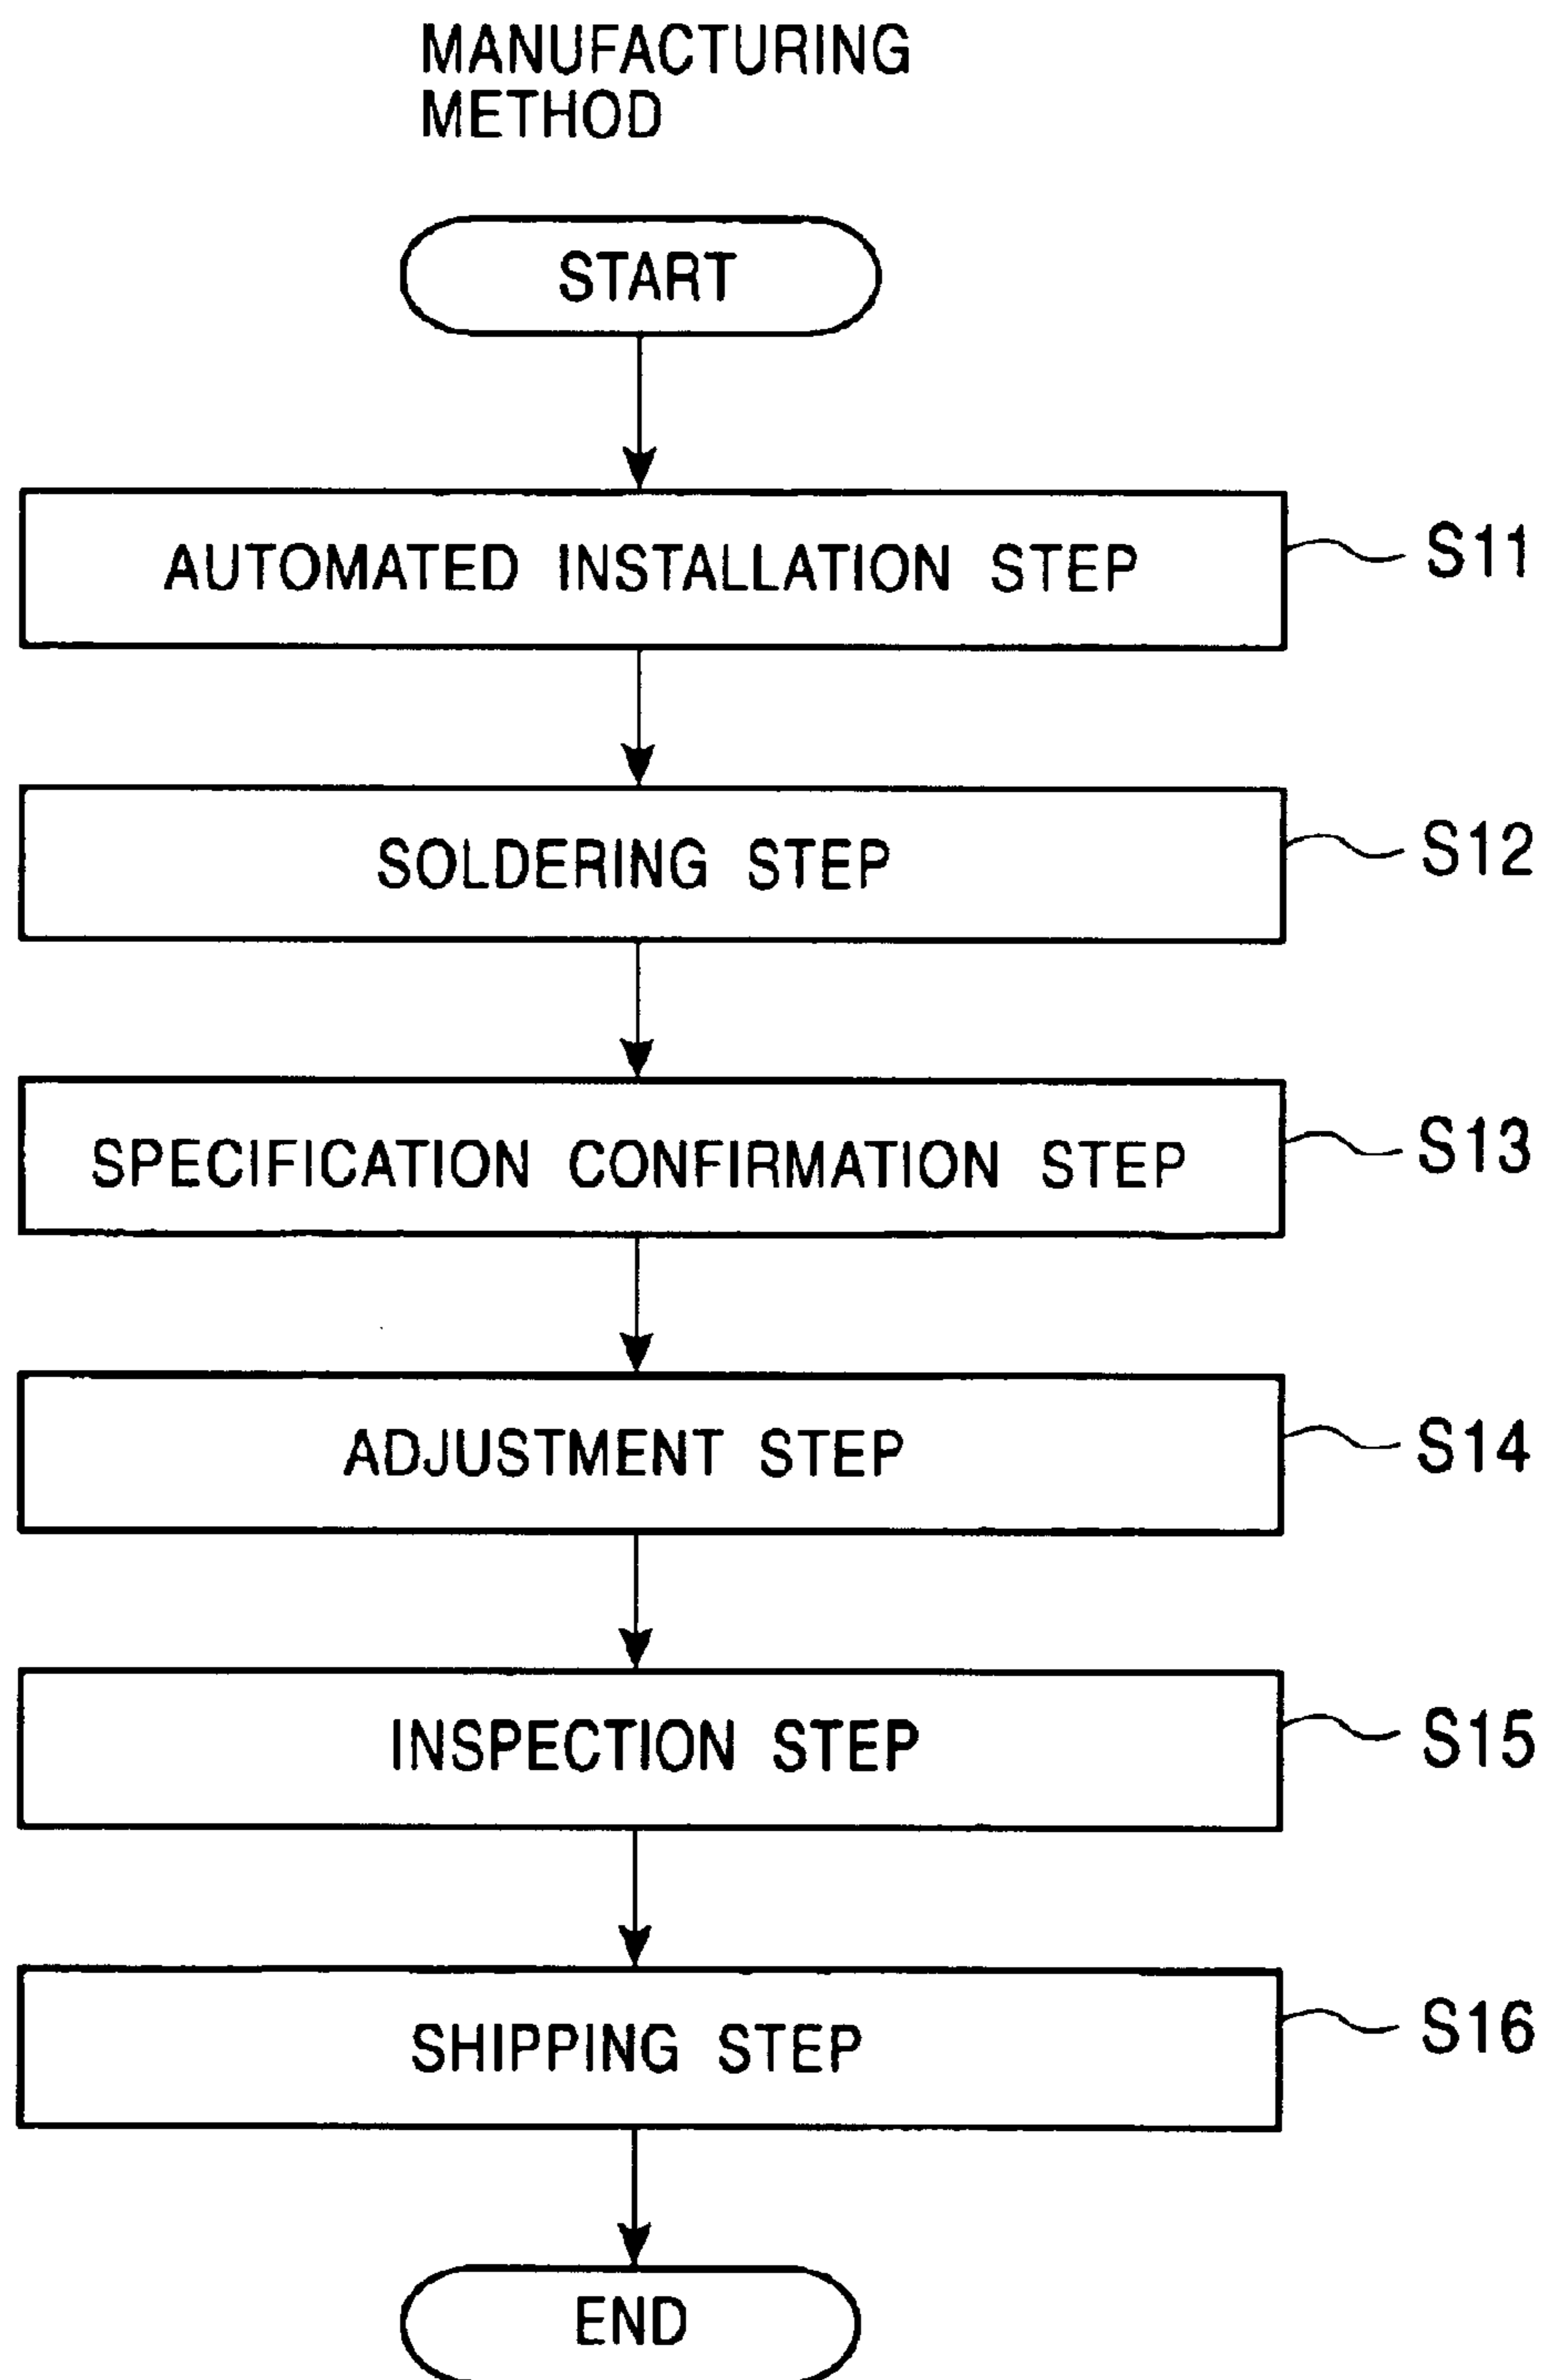 MANUFACTURING
METHOD
START
AUTOMATED INSTALLATION STEP S11
SOLDERING STEP S12
SPECIFICATION CONFIRMATION STEP S13
ADJUSTMENT STEP S14
INSPECTION STEP S15
SHIPPING STEP S16
END